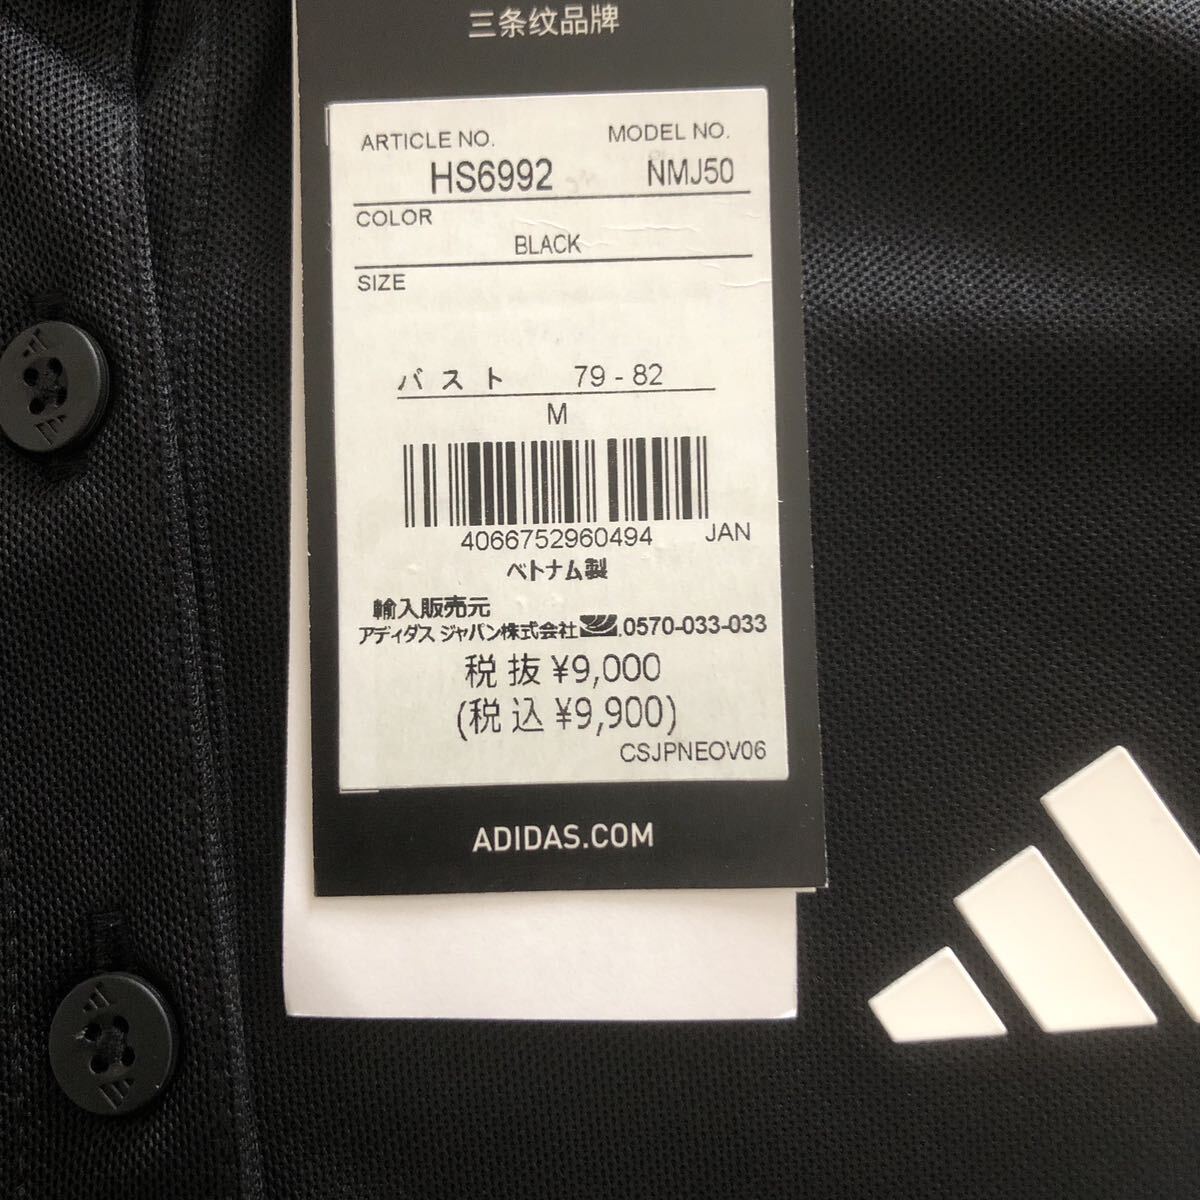 三条纹品牌
ARTICLE NO. MODEL NO.
HS6992 NMJ50
COLOR
BLACK
SIZE
バスト 79 - 82
M
4066752960494 JAN
ベトナム製
輸入販売元
アディダス ジャパン株式会社 .0570-033-033
税 抜 ¥9,000
(税 込 ¥9,900)
CSJPNEOV06
ADIDAS.COM